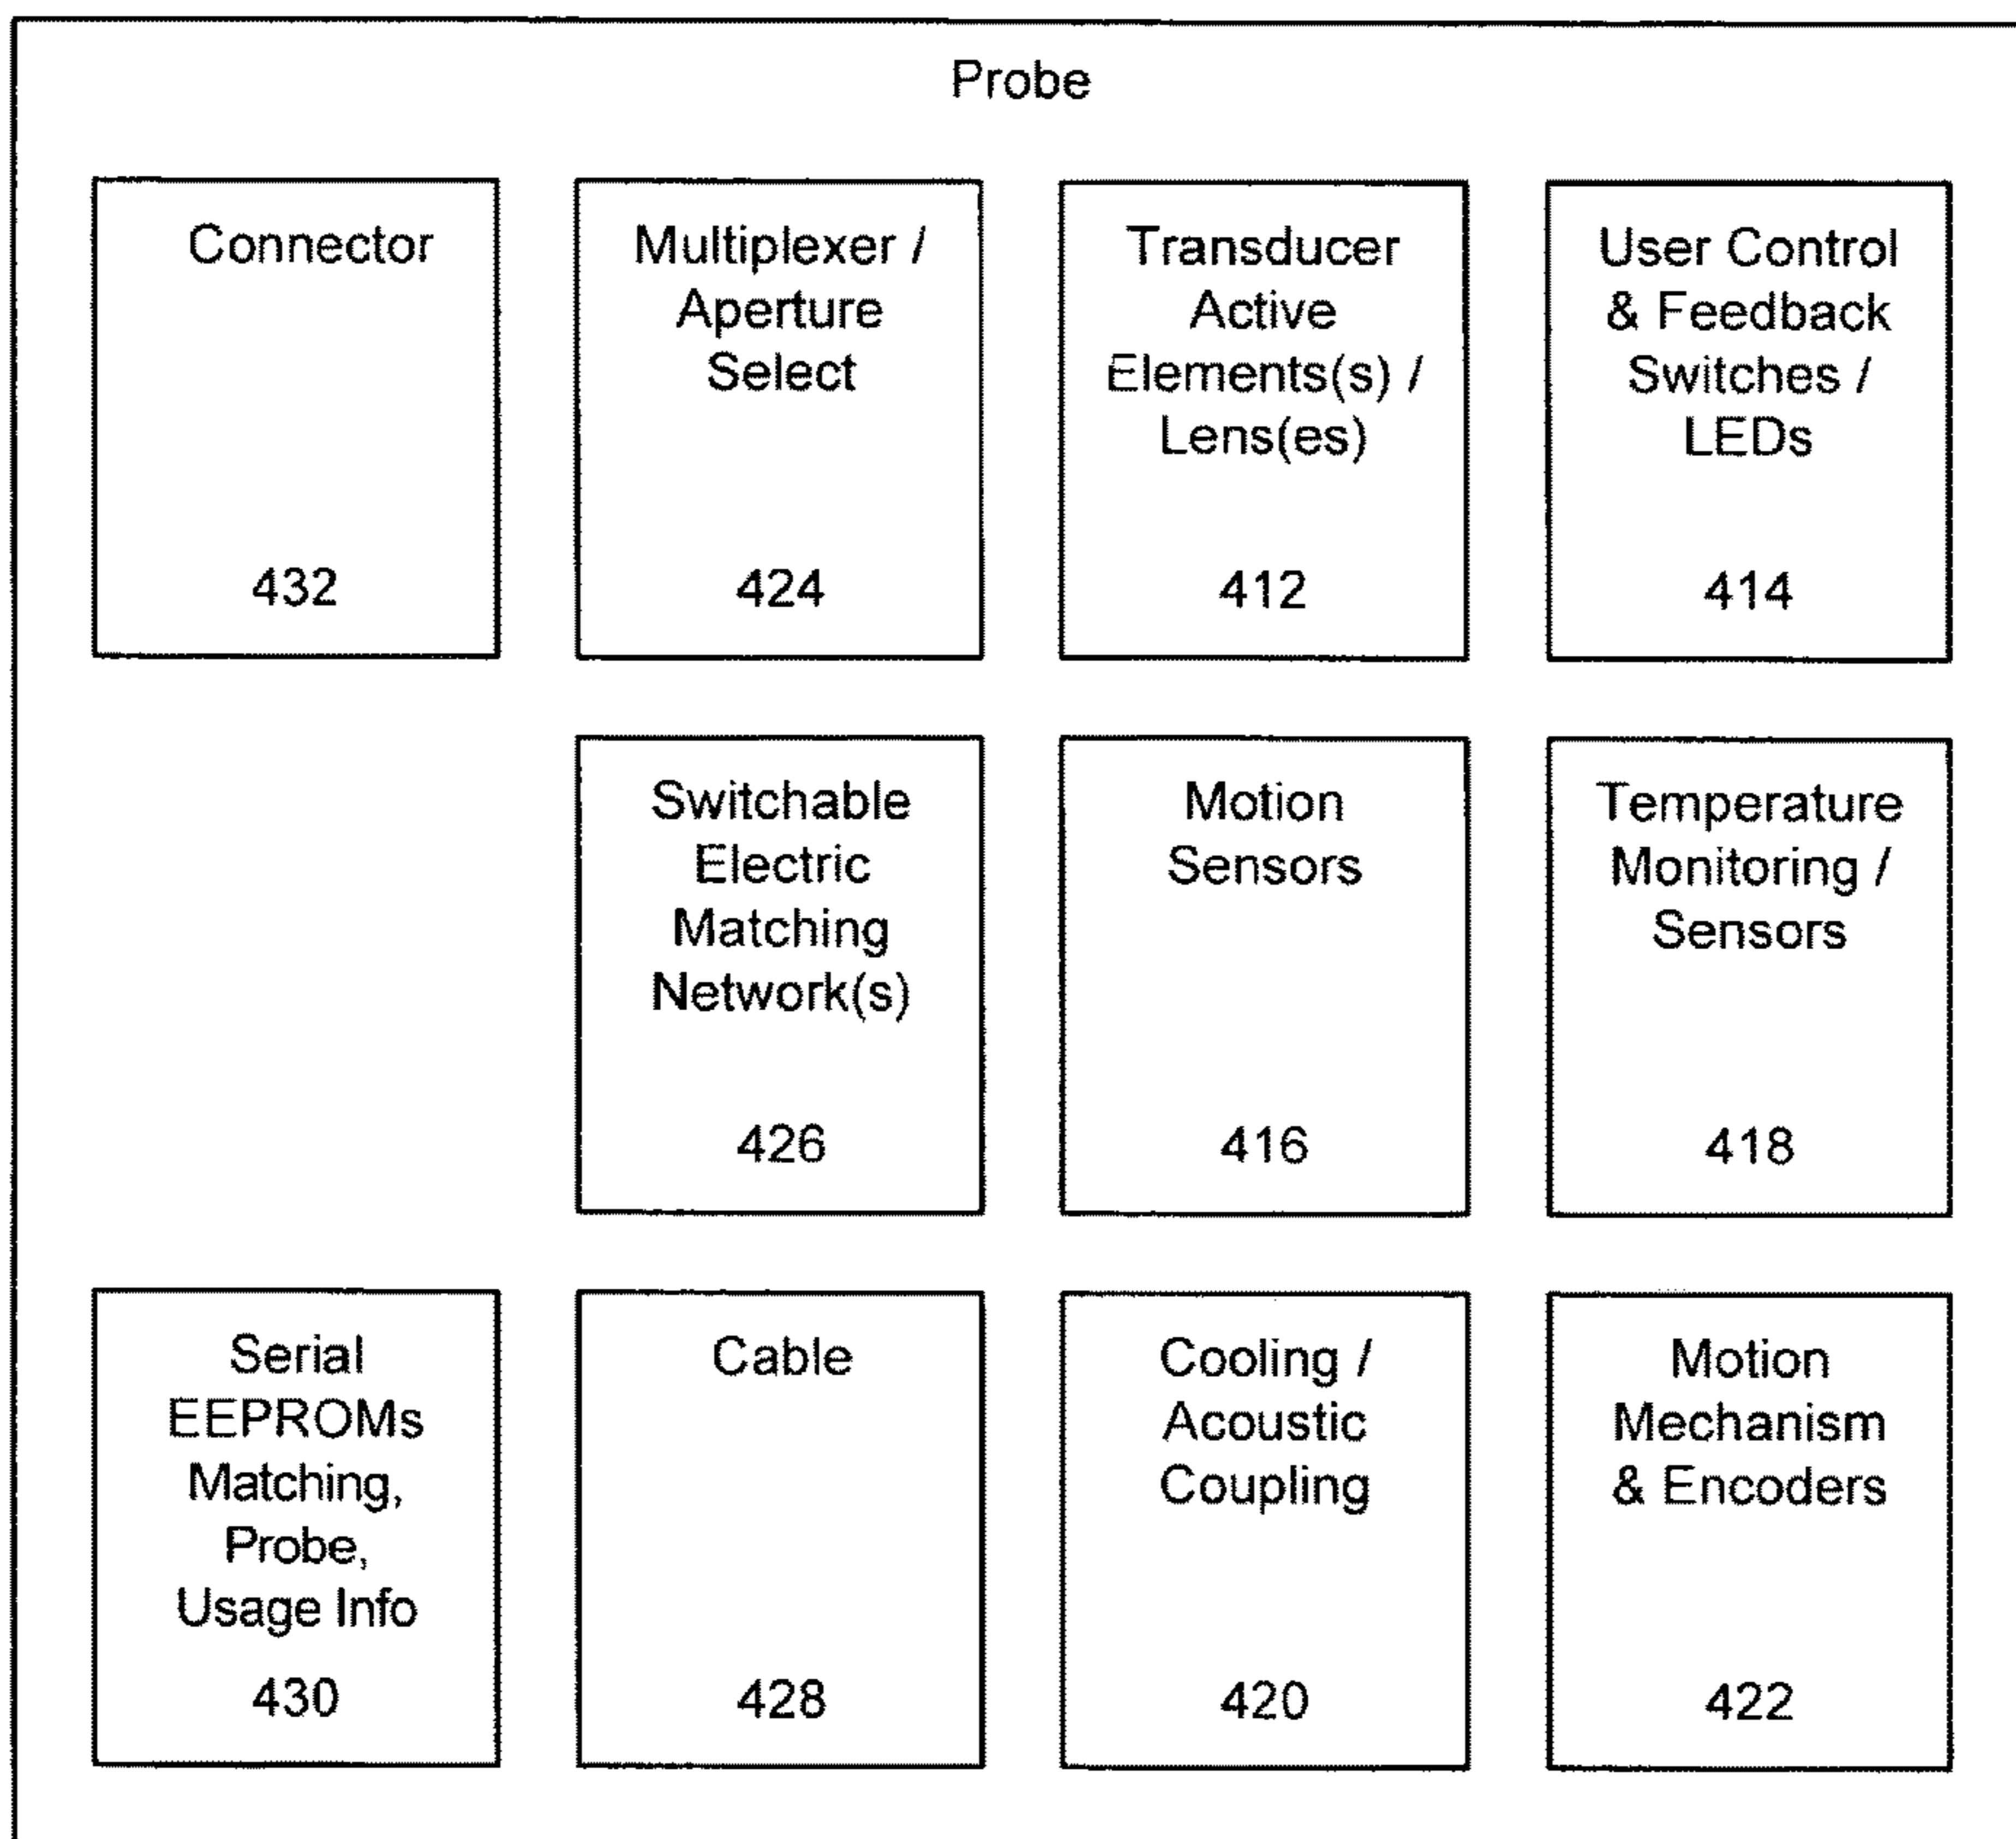 Probe
Connector
432
Multiplexer /
Aperture
Select
424
Transducer
Active
Elements(s) /
Lens(es)
412
User Control
& Feedback
Switches /
LEDs
414
Switchable
Electric
Matching
Network(s)
426
Motion
Sensors
416
Temperature
Monitoring /
Sensors
418
Serial
EEPROMs
Matching,
Probe,
Usage Info
430
Cable
428
Cooling /
Acoustic
Coupling
420
Motion
Mechanism
& Encoders
422